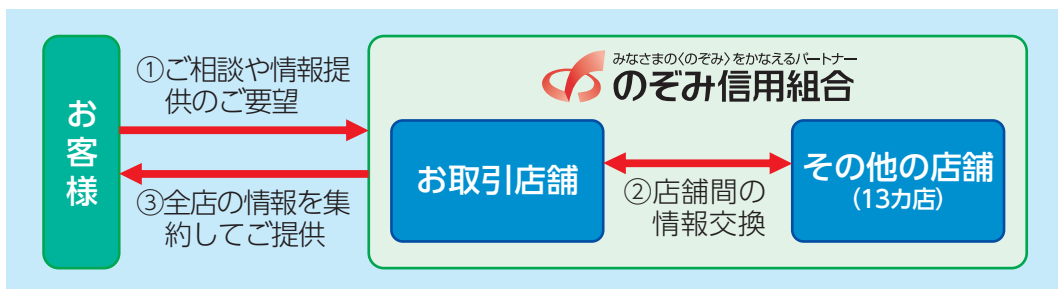 お客様
①ご相談や情報提
供のご要望
③全店の情報を集
約してご提供
みなさまの〈のぞみ〉をかなえるパートナー
のぞみ信用組合
お取引店舗
②店舗間の
情報交換
その他の店舗
(13カ店)